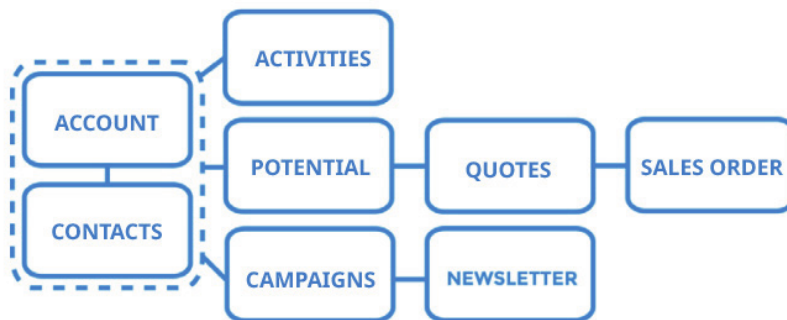 ACTIVITIES
ACCOUNT
POTENTIAL
QUOTES
SALES ORDER
CONTACTS
CAMPAIGNS
NEWSLETTER